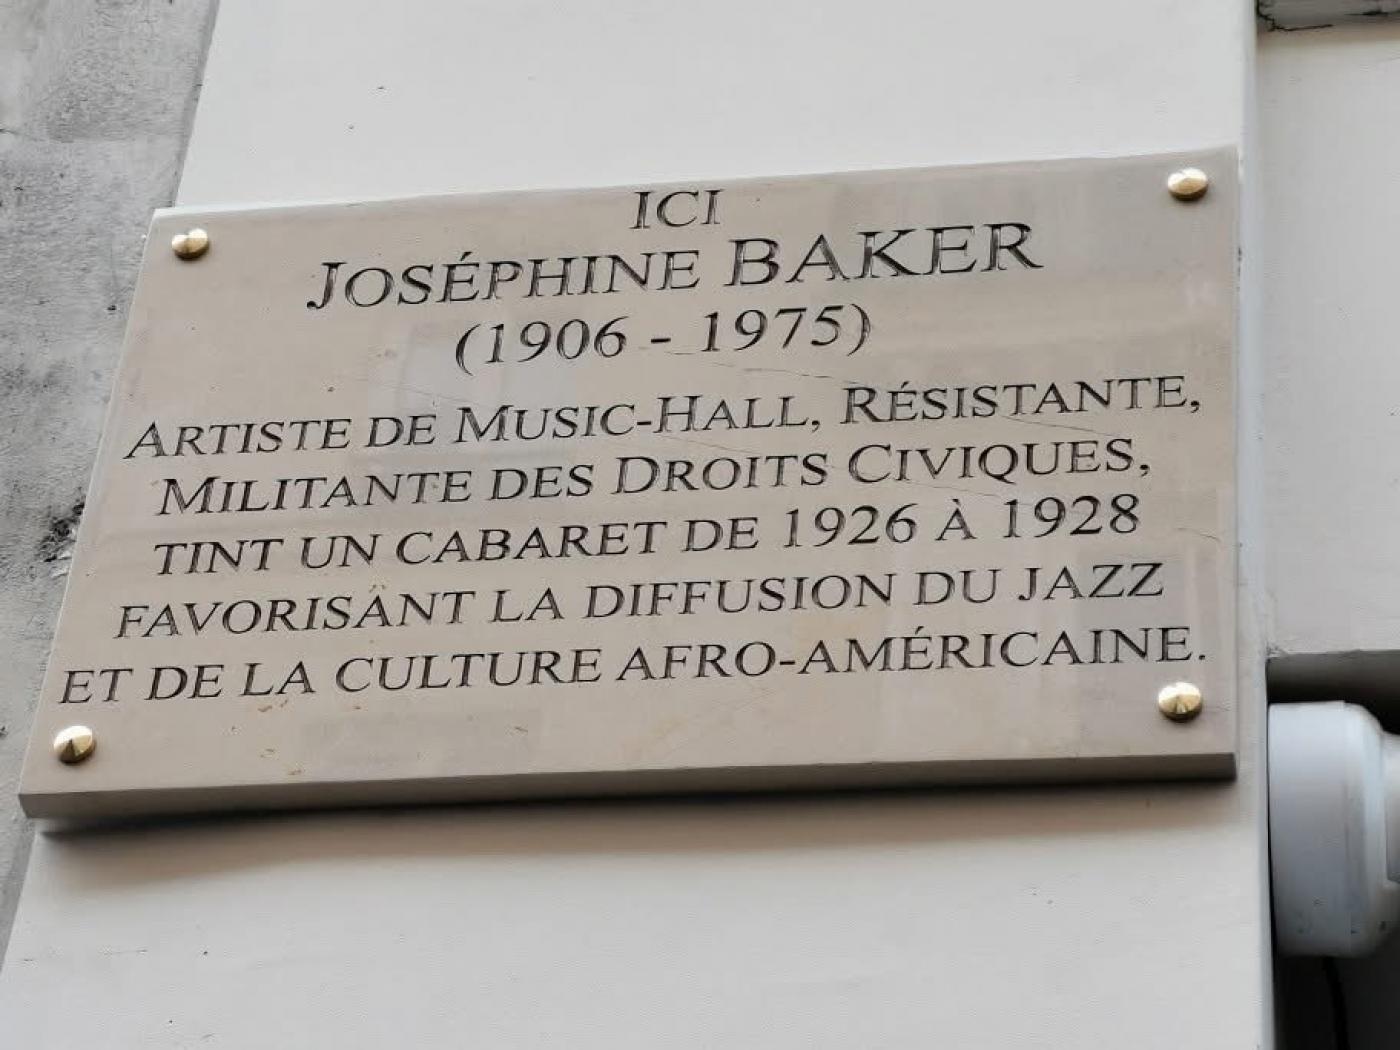 ICI
JOSÉPHINE BAKER
(1906 - 1975)
ARTISTE DE MUSIC-HALL, RÉSISTANTE,
MILITANTE DES DROITS CIVIQUES,
TINT UN CABARET DE 1926 À 1928
FAVORISANT LA DIFFUSION DU JAZZ
ET DE LA CULTURE AFRO-AMÉRICAINE.